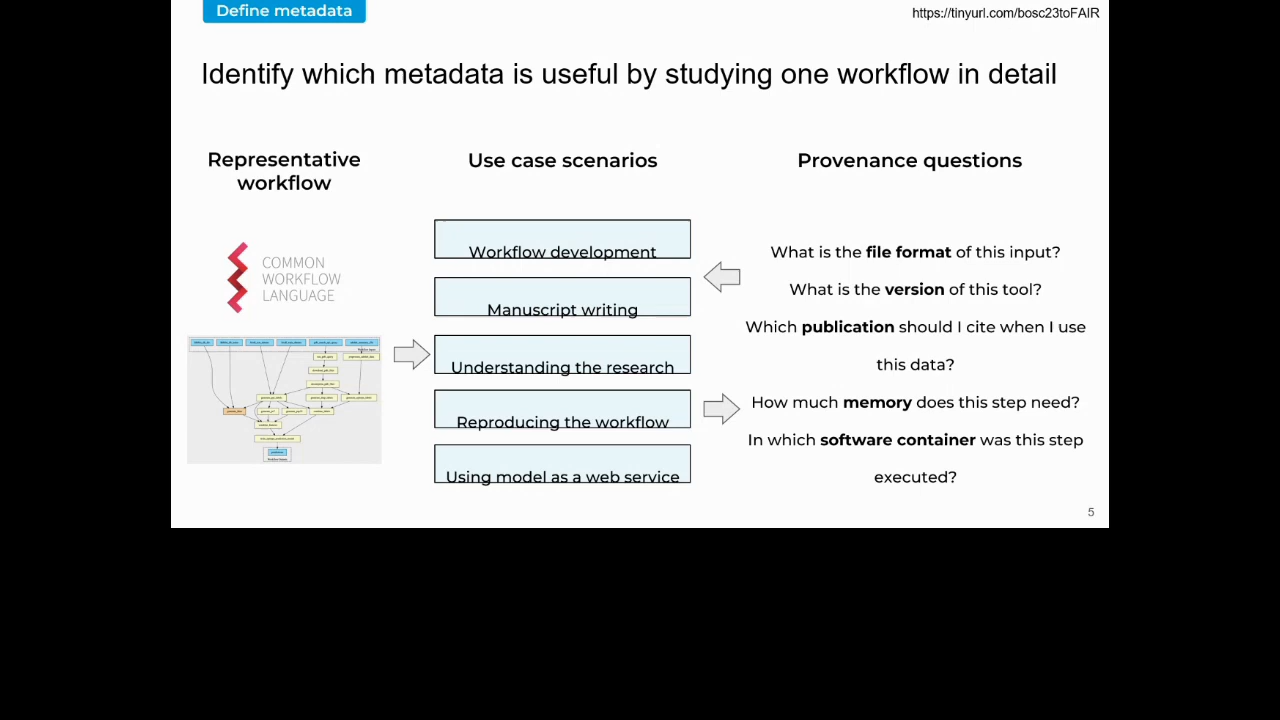 Define metadata
https://tinyurl.com/bosc23toFAIR
Identify which metadata is useful by studying one workflow in detail
Representative
workflow
COMMON
WORKFLOW
LANGUAGE
Use case scenarios
Workflow development
Manuscript writing
Understanding the research
Reproducing the workflow
Using model as a web service
Provenance questions
What is the file format of this input?
What is the version of this tool?
Which publication should I cite when I use
this data?
How much memory does this step need?
In which software container was this step
executed?
5